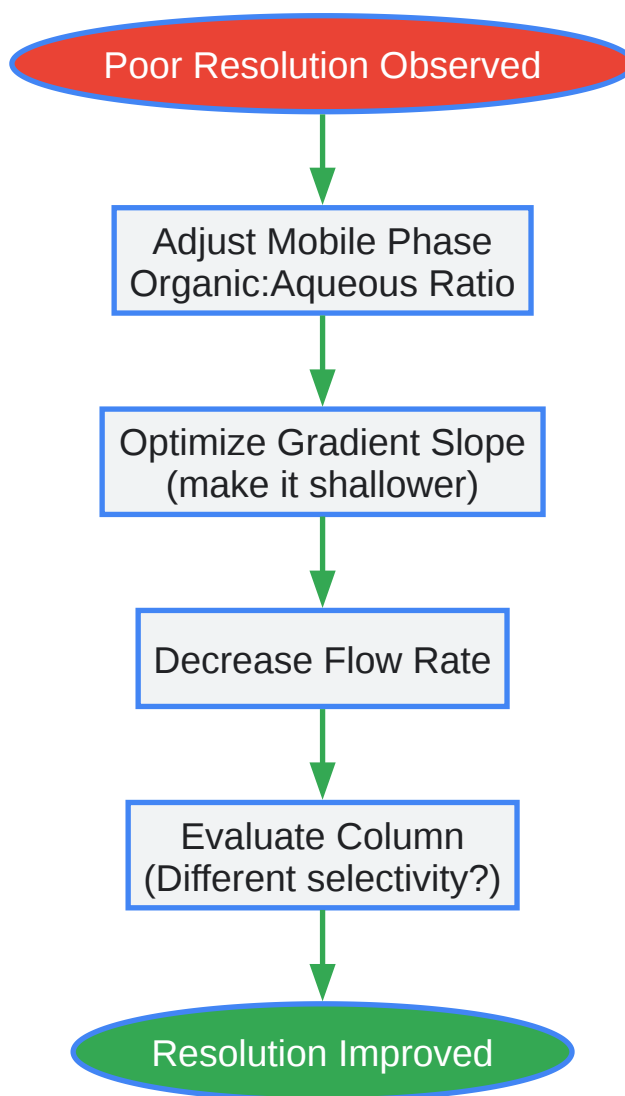 Poor Resolution Observed
Adjust Mobile Phase
Organic:Aqueous Ratio
Optimize Gradient Slope
(make it shallower)
Decrease Flow Rate
Evaluate Column
(Different selectivity?)
Resolution Improved